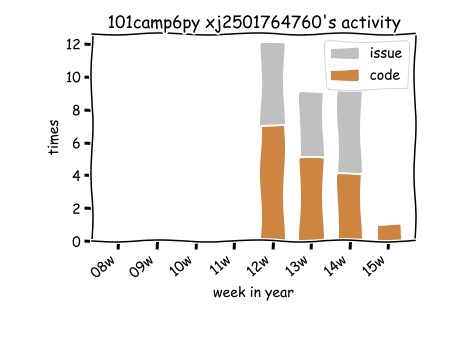 101camp6py xj2501764760's activity
issue
code
times
12
10
8
6
4
2
0
08w 09w 10w 11w 12w 13w 14w 15w
week in year